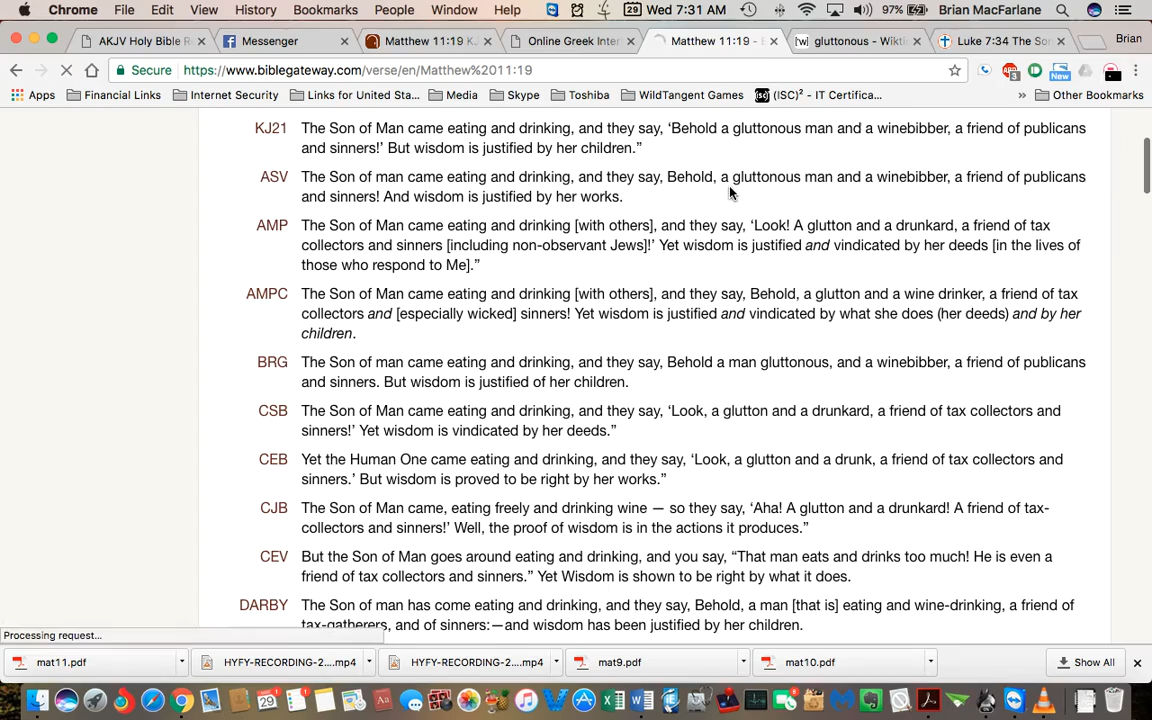 Chrome File Edit View History Bookmarks People Window Help 29 Wed 7:31 AM 97% Brian MacFarlane
AKJV Holy Bible R Messenger Matthew 11:19 KJ Online Greek Inte Matthew 11:19 - B gluttonous - Wikti Luke 7:34 The So Brian
Secure https://www.biblegateway.com/verse/en/Matthew%2011:19 3 New
Apps Financial Links Internet Security Links for United Sta... Media Skype Toshiba WildTangent Games (ISC)² - IT Certifica... » Other Bookmarks
KJ21 The Son of Man came eating and drinking, and they say, ‘Behold a gluttonous man and a winebibber, a friend of publicans
and sinners!’ But wisdom is justified by her children.”
ASV The Son of man came eating and drinking, and they say, Behold, a gluttonous man and a winebibber, a friend of publicans
and sinners! And wisdom is justified by her works.
AMP The Son of Man came eating and drinking [with others], and they say, ‘Look! A glutton and a drunkard, a friend of tax
collectors and sinners [including non-observant Jews]!’ Yet wisdom is justified and vindicated by her deeds [in the lives of
those who respond to Me].”
AMPC The Son of Man came eating and drinking [with others], and they say, Behold, a glutton and a wine drinker, a friend of tax
collectors and [especially wicked] sinners! Yet wisdom is justified and vindicated by what she does (her deeds) and by her
children.
BRG The Son of man came eating and drinking, and they say, Behold a man gluttonous, and a winebibber, a friend of publicans
and sinners. But wisdom is justified of her children.
CSB The Son of Man came eating and drinking, and they say, ‘Look, a glutton and a drunkard, a friend of tax collectors and
sinners!’ Yet wisdom is vindicated by her deeds.”
CEB Yet the Human One came eating and drinking, and they say, ‘Look, a glutton and a drunk, a friend of tax collectors and
sinners.’ But wisdom is proved to be right by her works.”
CJB The Son of Man came, eating freely and drinking wine — so they say, ‘Aha! A glutton and a drunkard! A friend of tax-
collectors and sinners!’ Well, the proof of wisdom is in the actions it produces.”
CEV But the Son of Man goes around eating and drinking, and you say, “That man eats and drinks too much! He is even a
friend of tax collectors and sinners.” Yet Wisdom is shown to be right by what it does.
DARBY The Son of man has come eating and drinking, and they say, Behold, a man [that is] eating and wine-drinking, a friend of
tax-gatherers, and of sinners:—and wisdom has been justified by her children.
Processing request...
mat11.pdf HYFY-RECORDING-2....mp4 HYFY-RECORDING-2....mp4 mat9.pdf mat10.pdf Show All